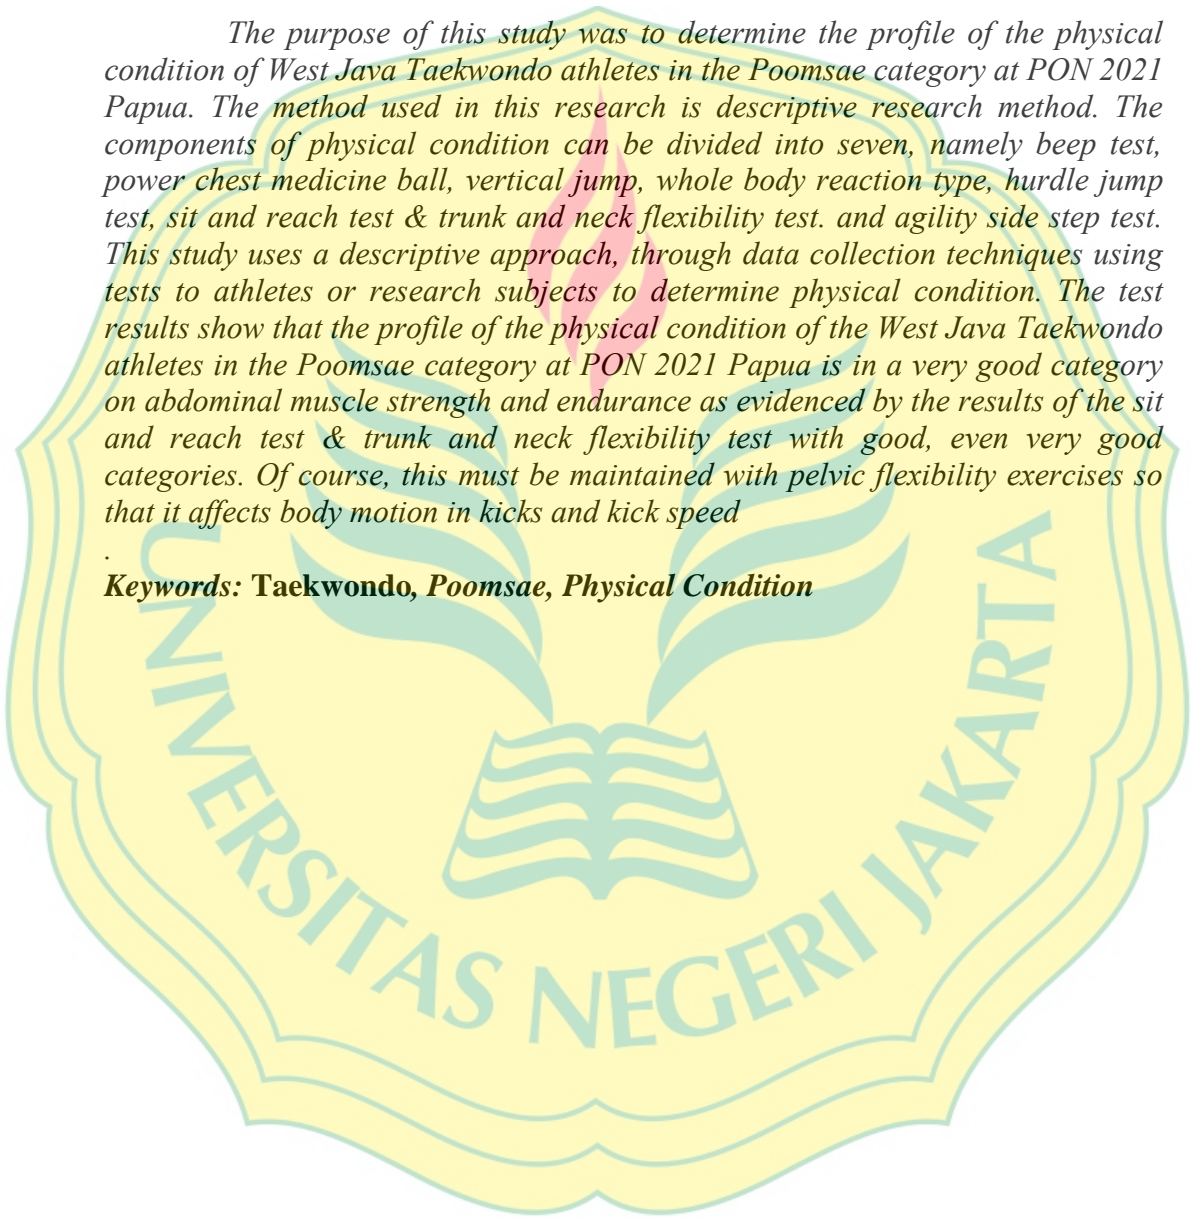 The purpose of this study was to determine the profile of the physical
condition of West Java Taekwondo athletes in the Poomsae category at PON 2021
Papua. The method used in this research is descriptive research method. The
components of physical condition can be divided into seven, namely beep test,
power chest medicine ball, vertical jump, whole body reaction type, hurdle jump
test, sit and reach test & trunk and neck flexibility test. and agility side step test.
This study uses a descriptive approach, through data collection techniques using
tests to athletes or research subjects to determine physical condition. The test
results show that the profile of the physical condition of the West Java Taekwondo
athletes in the Poomsae category at PON 2021 Papua is in a very good category
on abdominal muscle strength and endurance as evidenced by the results of the sit
and reach test & trunk and neck flexibility test with good, even very good
categories. Of course, this must be maintained with pelvic flexibility exercises so
that it affects body motion in kicks and kick speed
.
Keywords: Taekwondo, Poomsae, Physical Condition
UNIVERSITAS NEGERI JAKARTA